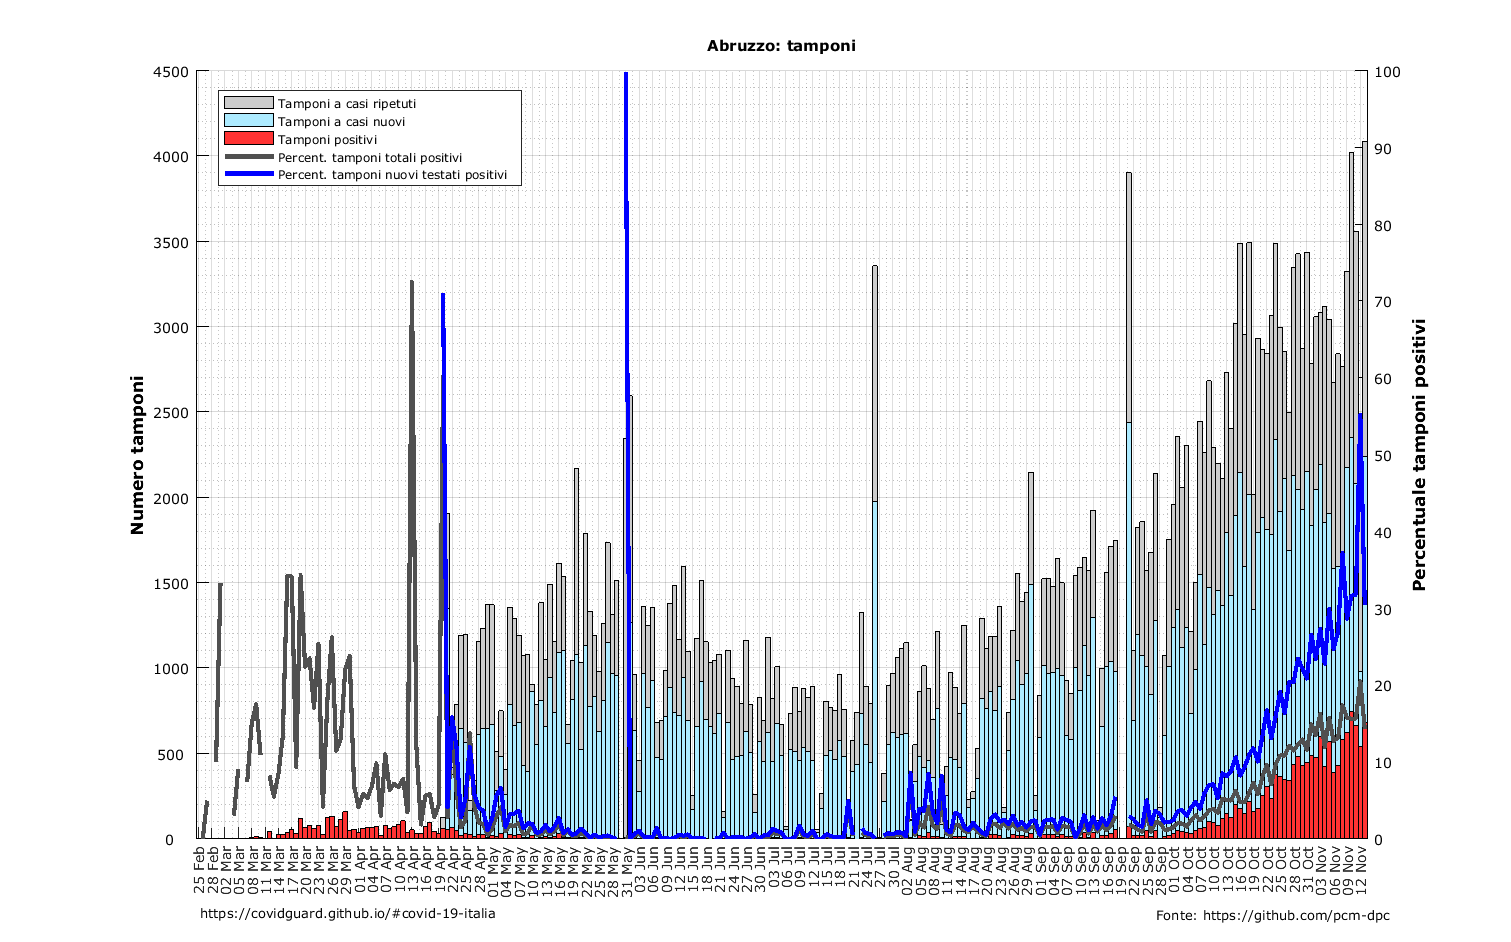 Abruzzo: tamponi
4500
4000
3500
3000
2500
2000
1500
1000
500
0
100
90
80
70
60
50
40
30
20
10
0
Numero tamponi
Percentuale tamponi positivi
Tamponi a casi ripetuti
Tamponi a casi nuovi
Tamponi positivi
Percent. tamponi totali positivi
Percent. tamponi nuovi testati positivi
25 Feb
28 Feb
02 Mar
05 Mar
08 Mar
11 Mar
14 Mar
17 Mar
20 Mar
23 Mar
26 Mar
29 Mar
01 Apr
04 Apr
07 Apr
10 Apr
13 Apr
16 Apr
19 Apr
22 Apr
25 Apr
28 Apr
01 May
04 May
07 May
10 May
13 May
16 May
19 May
22 May
25 May
28 May
31 May
03 Jun
06 Jun
09 Jun
12 Jun
15 Jun
18 Jun
21 Jun
24 Jun
27 Jun
30 Jun
03 Jul
06 Jul
09 Jul
12 Jul
15 Jul
18 Jul
21 Jul
24 Jul
27 Jul
30 Jul
02 Aug
05 Aug
08 Aug
11 Aug
14 Aug
17 Aug
20 Aug
23 Aug
26 Aug
29 Aug
01 Sep
04 Sep
07 Sep
10 Sep
13 Sep
16 Sep
19 Sep
22 Sep
25 Sep
28 Sep
01 Oct
04 Oct
07 Oct
10 Oct
13 Oct
16 Oct
19 Oct
22 Oct
25 Oct
28 Oct
31 Oct
03 Nov
06 Nov
09 Nov
12 Nov
https://covidguard.github.io/#covid-19-italia
Fonte: https://github.com/pcm-dpc